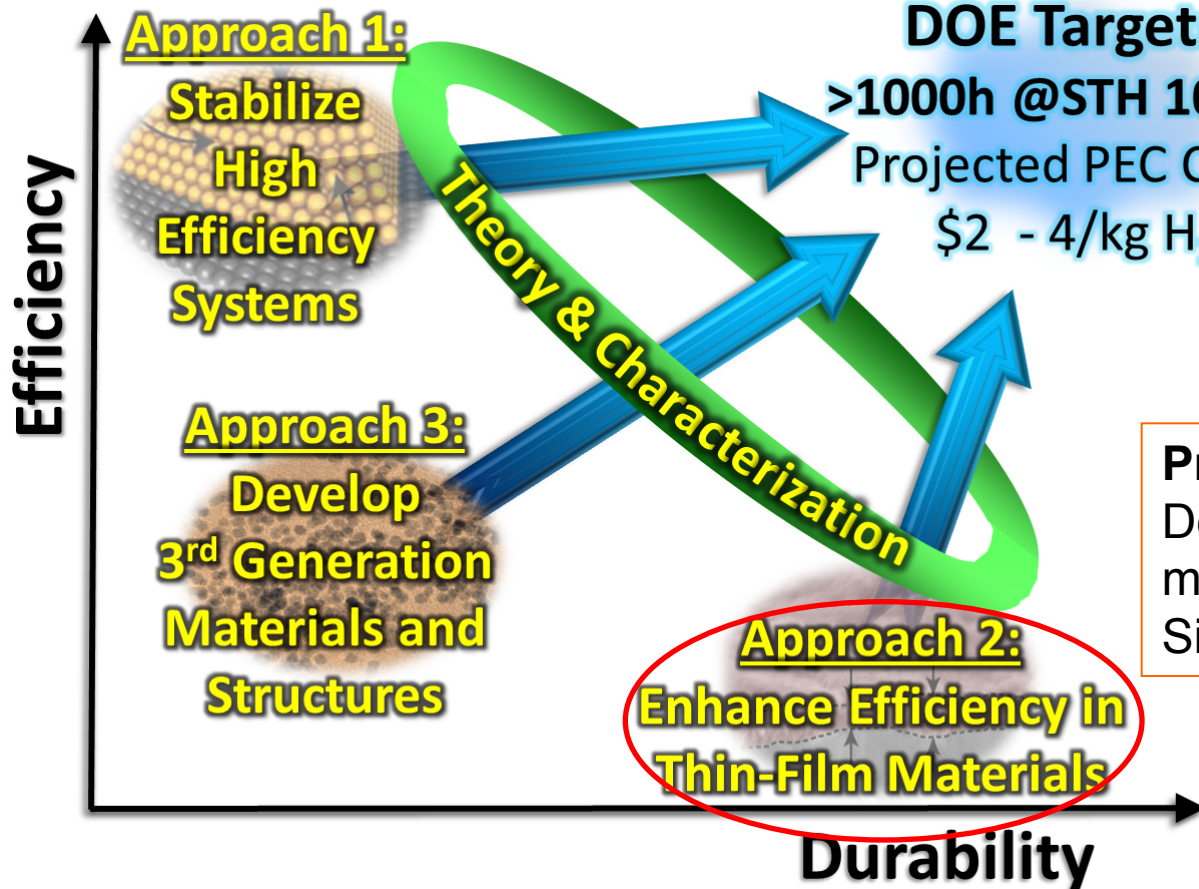 Approach 1:
Stabilize
High
Efficiency
Systems
DOE Target
>1000h @STH
Projected PEC
$2 - 4/kg
Theory & Characterization
Efficiency
Approach 3:
Develop
3rd Generation
Materials and
Structures
Approach 2:
Enhance Efficiency in
Thin-Film Materials
Durability